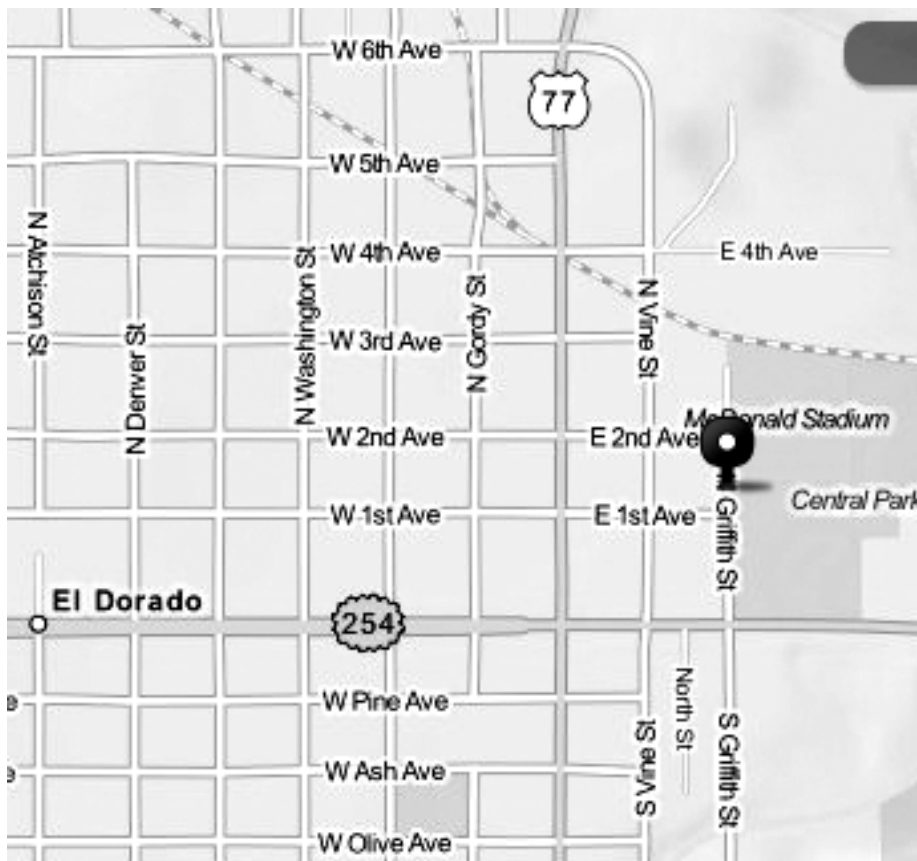 W 6th Ave
77
W 5th Ave
N Atchison St
N Washington St
W 4th Ave
E 4th Ave
N Denver St
N Gordy St
N Vine St
W 3rd Ave
McDonald Stadium
W 2nd Ave
E 2nd Ave
Central Park
W 1st Ave
E 1st Ave
Griffith St
El Dorado
254
W Pine Ave
North St
S Vine St
S Griffith St
W Ash Ave
W Olive Ave